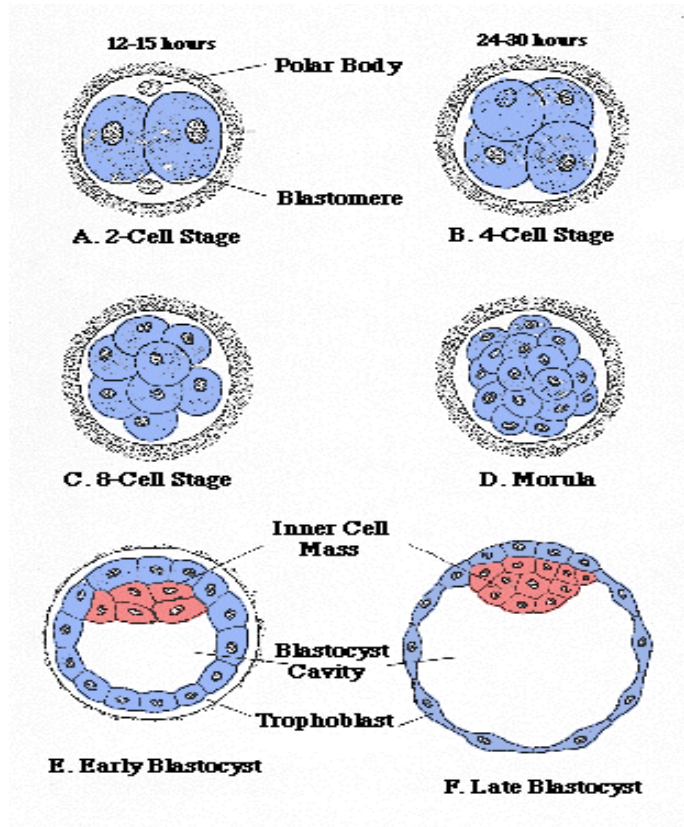 12-15 hours
24-30 hours
Polar Body
Blastomere
A. 2-Cell Stage
B. 4-Cell Stage
C. 8-Cell Stage
D. Morula
Inner Cell
Mass
Blastocyst
Cavity
Trophoblast
E. Early Blastocyst
F. Late Blastocyst